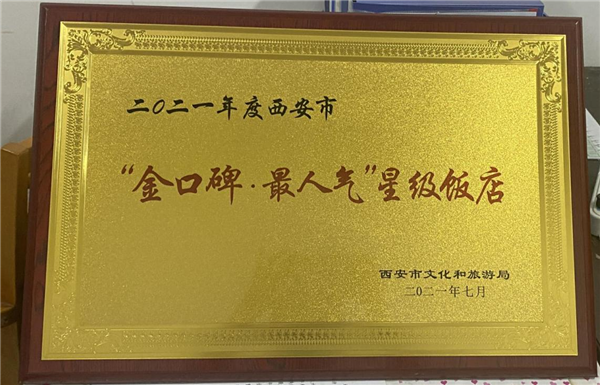 二〇二一年度西安市
“金口碑·最人气”星级饭店
西安市文化和旅游局
二〇二一年七月